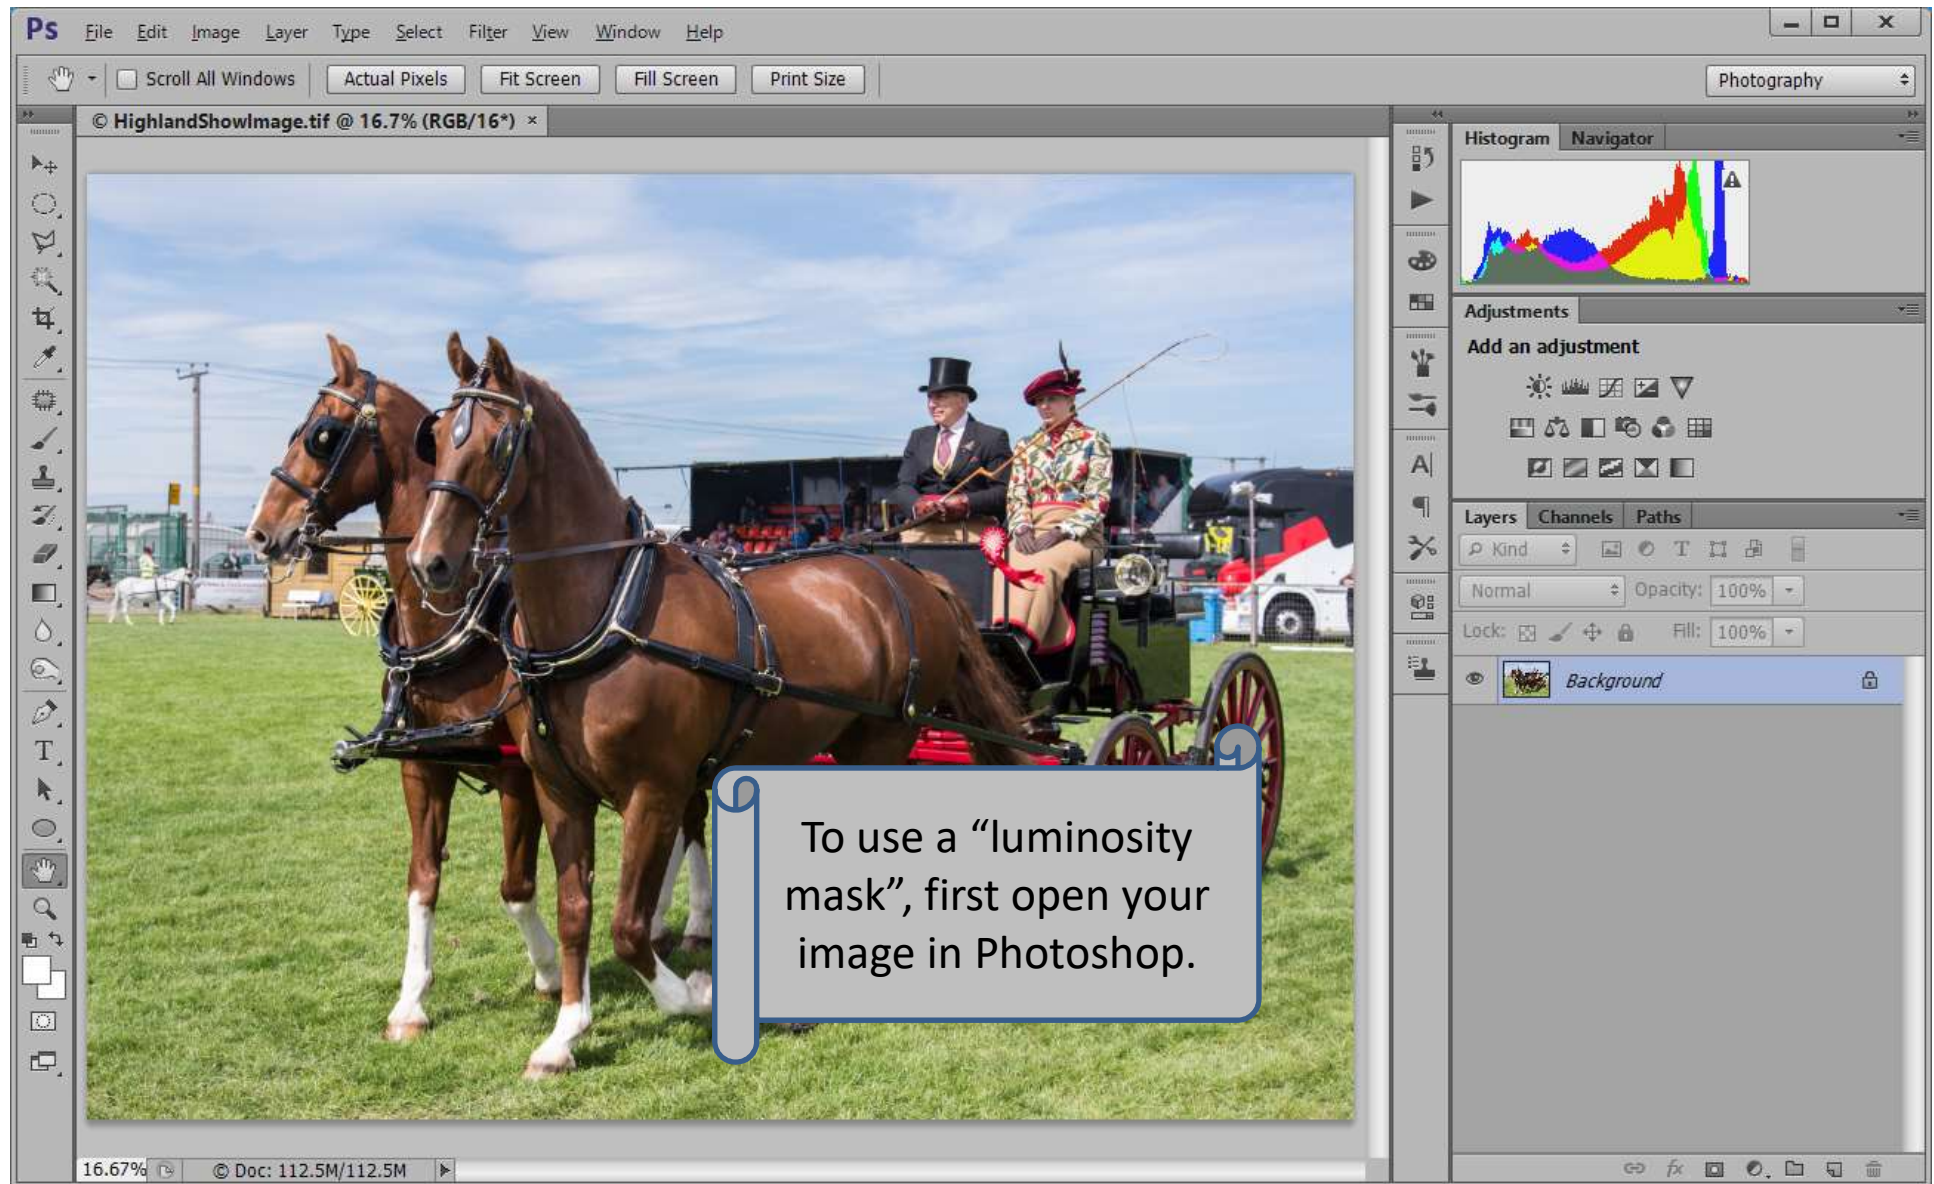 Ps File Edit Image Layer Type Select Filter View Window Help
Scroll All Windows Actual Pixels Fit Screen Fill Screen Print Size Photography
© HighlandShowImage.tif @ 16.7% (RGB/16*) ×
Histogram Navigator
Adjustments
Add an adjustment
Layers Channels Paths
Kind
Normal Opacity: 100%
Lock: Fill: 100%
Background
To use a “luminosity
mask”, first open your
image in Photoshop.
16.67% © Doc: 112.5M/112.5M